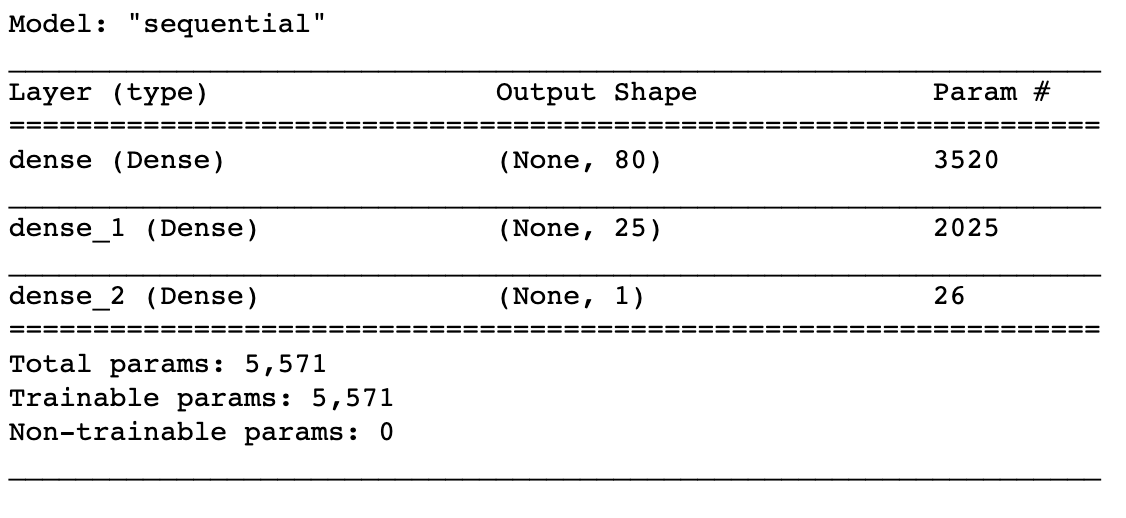 Model: "sequential"
Layer (type) Output Shape Param #
dense (Dense) (None, 80) 3520
dense_1 (Dense) (None, 25) 2025
dense_2 (Dense) (None, 1) 26
Total params: 5,571
Trainable params: 5,571
Non-trainable params: 0